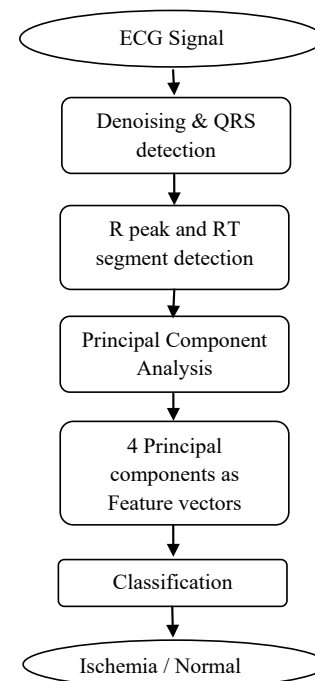 ECG Signal
Denoising & QRS
detection
R peak and RT
segment detection
Principal Component
Analysis
4 Principal
components as
Feature vectors
Classification
Ischemia / Normal